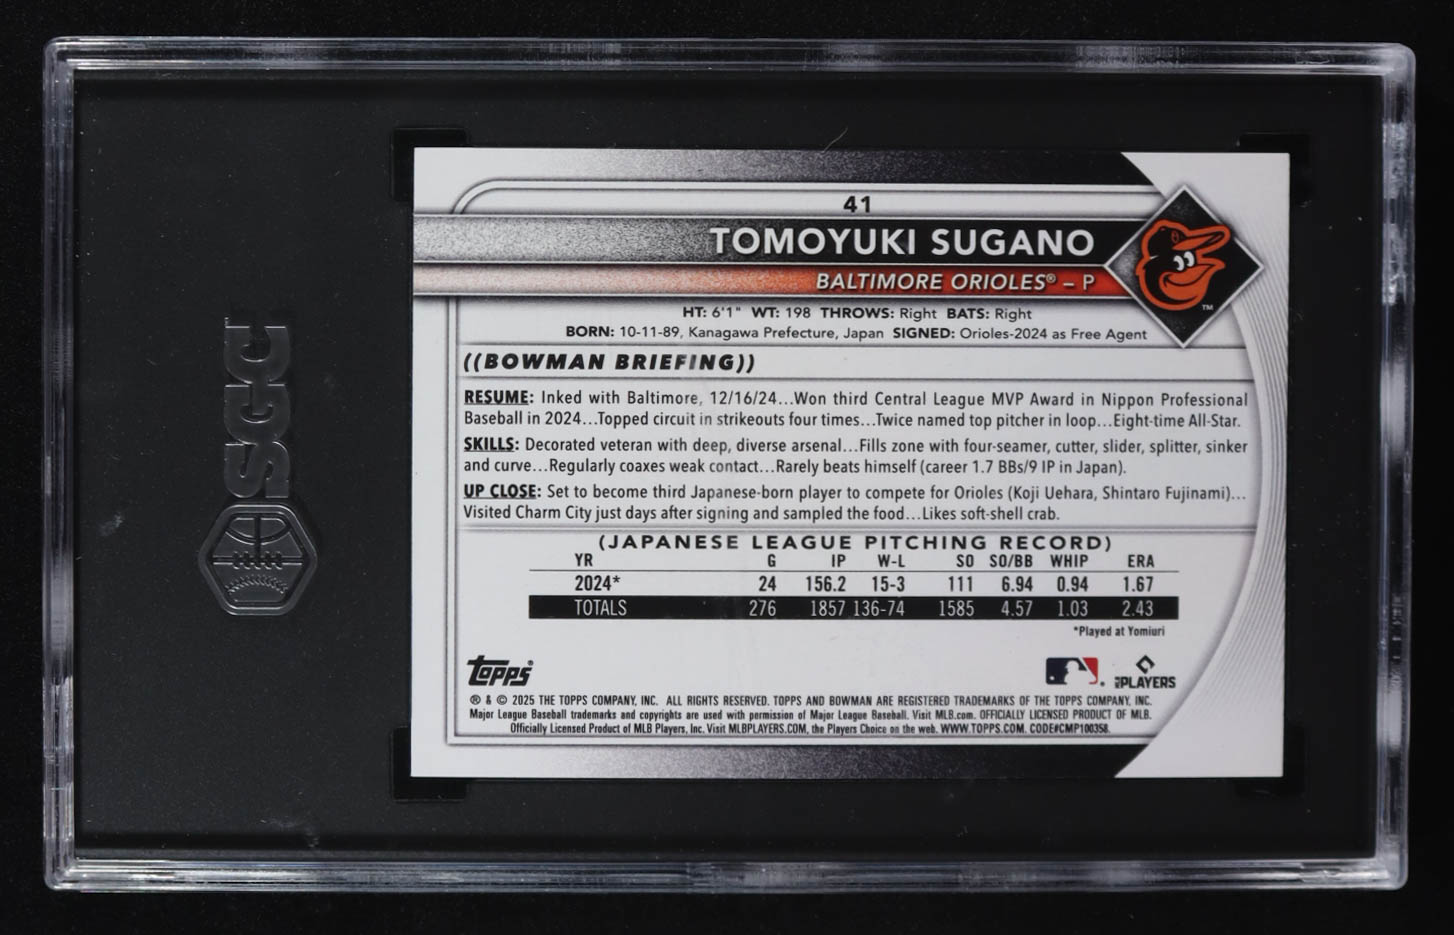 SGC
41
TOMOYUKI SUGANO
BALTIMORE ORIOLES® – P
TM
HT: 6'1" WT: 198 THROWS: Right BATS: Right
BORN: 10-11-89, Kanagawa Prefecture, Japan SIGNED: Orioles-2024 as Free Agent
((BOWMAN BRIEFING))
RESUME: Inked with Baltimore, 12/16/24...Won third Central League MVP Award in Nippon Professional
Baseball in 2024...Topped circuit in strikeouts four times...Twice named top pitcher in loop...Eight-time All-Star.
SKILLS: Decorated veteran with deep, diverse arsenal...Fills zone with four-seamer, cutter, slider, splitter, sinker
and curve...Regularly coaxes weak contact...Rarely beats himself (career 1.7 BBs/9 IP in Japan).
UP CLOSE: Set to become third Japanese-born player to compete for Orioles (Koji Uehara, Shintaro Fujinami)...
Visited Charm City just days after signing and sampled the food...Likes soft-shell crab.
(JAPANESE LEAGUE PITCHING RECORD)
YR G IP W-L SO SO/BB WHIP ERA
2024* 24 156.2 15-3 111 6.94 0.94 1.67
TOTALS 276 1857 136-74 1585 4.57 1.03 2.43
*Played at Yomiuri
Topps®
MLB PLAYERS
® & © 2025 THE TOPPS COMPANY, INC. ALL RIGHTS RESERVED. TOPPS AND BOWMAN ARE REGISTERED TRADEMARKS OF THE TOPPS COMPANY, INC.
Major League Baseball trademarks and copyrights are used with permission of Major League Baseball. Visit MLB.com. OFFICIALLY LICENSED PRODUCT OF MLB.
Officially Licensed Product of MLB Players, Inc. Visit MLBPLAYERS.COM, the Players Choice on the web. WWW.TOPPS.COM. CODE#CMP100358.